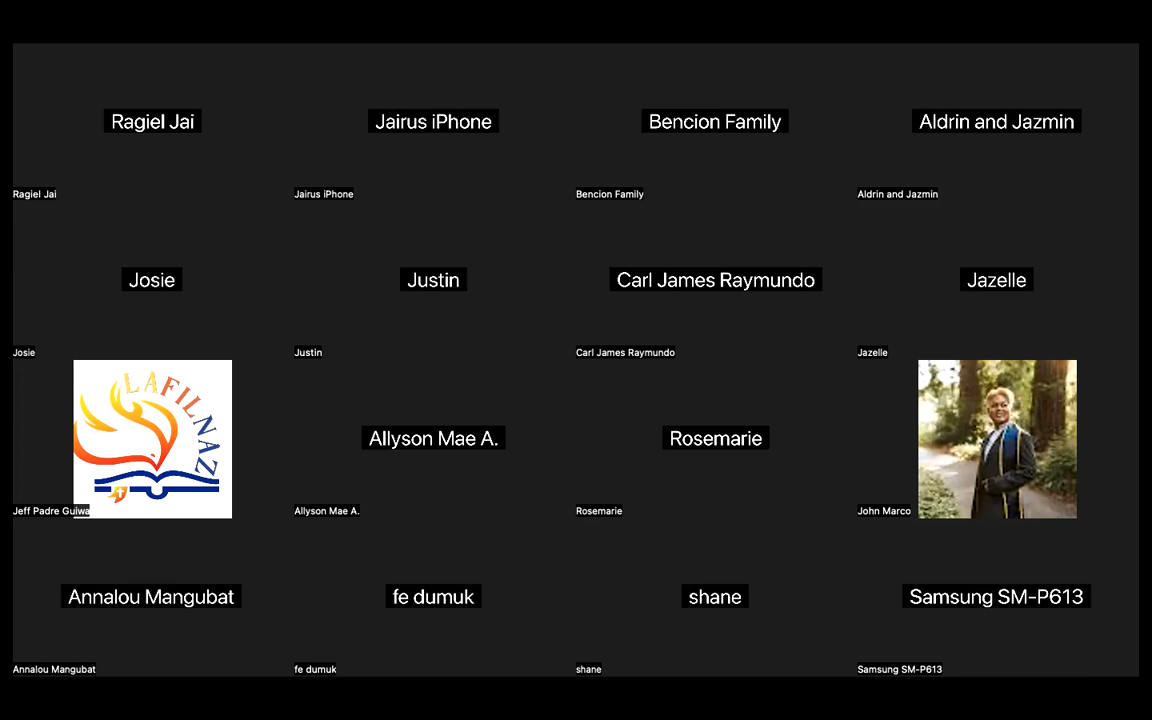 Ragiel Jai
Jairus iPhone
Bencion Family
Aldrin and Jazmin
Ragiel Jai
Jairus iPhone
Bencion Family
Aldrin and Jazmin
Josie
Justin
Carl James Raymundo
Jazelle
Josie
Justin
Carl James Raymundo
Jazelle
LAFILNAZ
Allyson Mae A.
Rosemarie
Jeff Padre Guiwa
Allyson Mae A.
Rosemarie
John Marco
Annalou Mangubat
fe dumuk
shane
Samsung SM-P613
Annalou Mangubat
fe dumuk
shane
Samsung SM-P613